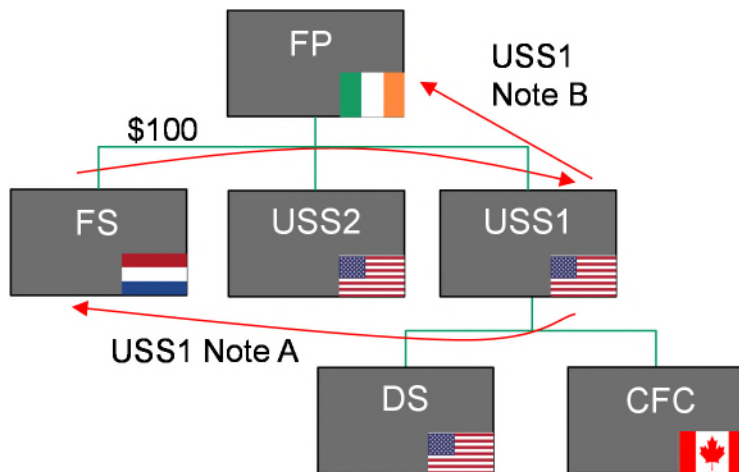 FP
USS1
Note B
$100
FS
USS2
USS1
USS1 Note A
DS
CFC